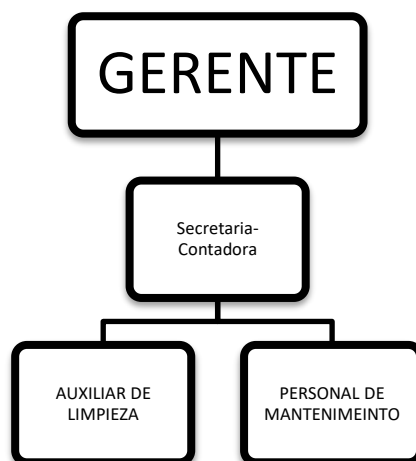 GERENTE
Secretaria-
Contadora
AUXILIAR DE
LIMPIEZA
PERSONAL DE
MANTENIMEINTO